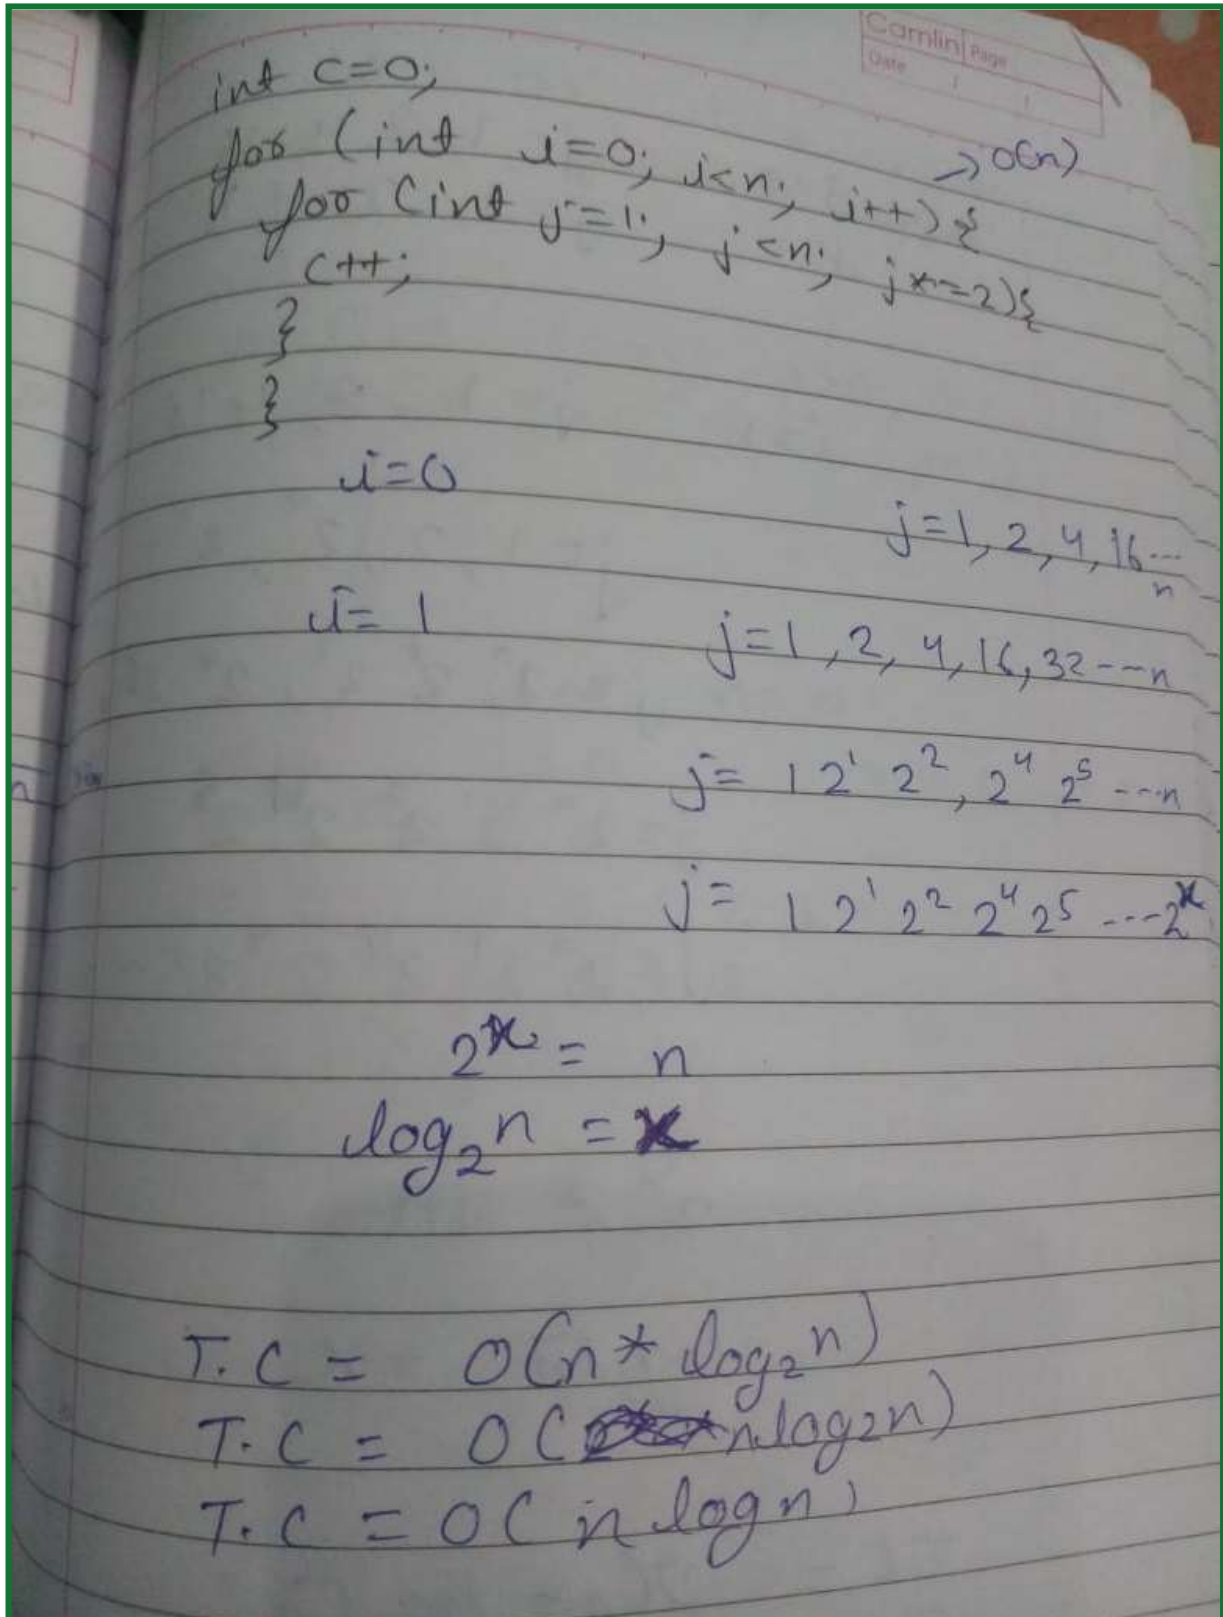 Camlin Page
Date / /
int c=0;
→ O(n)
for (int i=0; i<n; i++) {
for (int j=1; j<n; j*=2){
c++;
}
}
i=0
j=1, 2, 4, 16 ... n
i=1
j=1, 2, 4, 16, 32 ---n
j= 1 2¹ 2², 2⁴ 2⁵ ---n
j= 1 2¹ 2² 2⁴ 2⁵ ---2ˣ
2ˣ = n
log₂n = x
T.C = O(n* log₂n)
T.C = O( nlog₂n)
T.C = O( n log n)